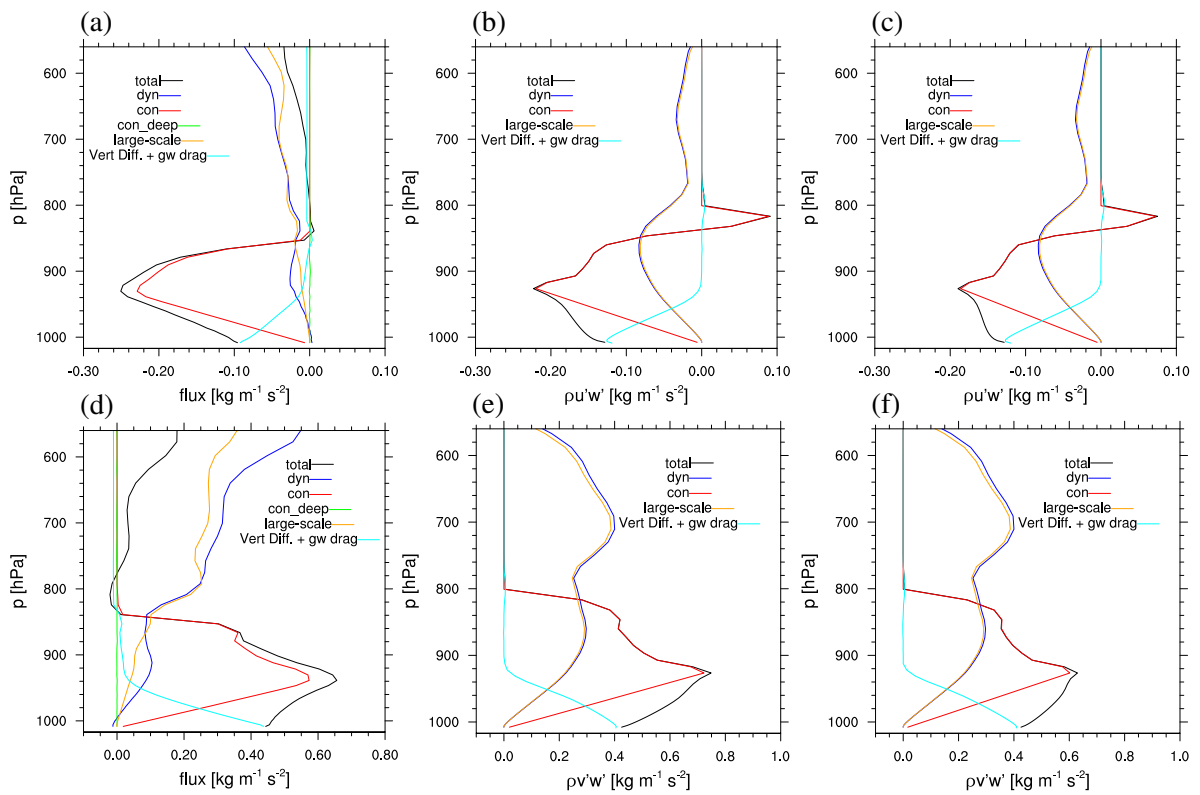 (a)
(b)
(c)
total
dyn
con
con_deep
large-scale
Vert Diff. + gw drag
total
dyn
con
large-scale
Vert Diff. + gw drag
total
dyn
con
large-scale
Vert Diff. + gw drag
p [hPa]
600
700
800
900
1000
p [hPa]
600
700
800
900
1000
p [hPa]
600
700
800
900
1000
-0.30 -0.20 -0.10 0.00 0.10
-0.30 -0.20 -0.10 0.00 0.10
-0.30 -0.20 -0.10 0.00 0.10
flux [kg m⁻¹ s⁻²]
ρu'w' [kg m⁻¹ s⁻²]
ρu'w' [kg m⁻¹ s⁻²]
(d)
(e)
(f)
total
dyn
con
con_deep
large-scale
Vert Diff. + gw drag
total
dyn
con
large-scale
Vert Diff. + gw drag
total
dyn
con
large-scale
Vert Diff. + gw drag
p [hPa]
600
700
800
900
1000
p [hPa]
600
700
800
900
1000
p [hPa]
600
700
800
900
1000
0.00 0.20 0.40 0.60 0.80
0.0 0.2 0.4 0.6 0.8 1.0
0.0 0.2 0.4 0.6 0.8 1.0
flux [kg m⁻¹ s⁻²]
ρv'w' [kg m⁻¹ s⁻²]
ρv'w' [kg m⁻¹ s⁻²]